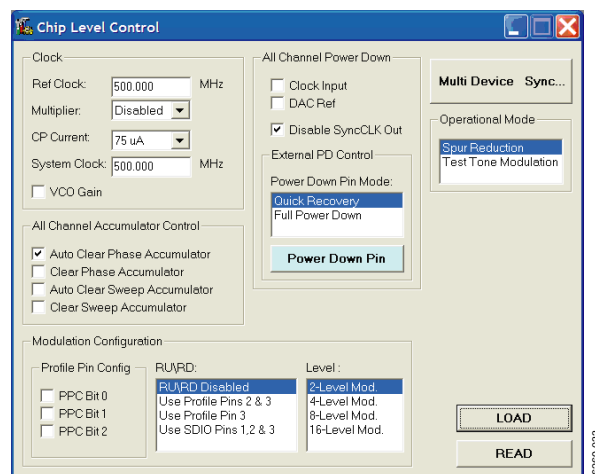 Chip Level Control
Clock
Ref Clock: 500.000 MHz
Multiplier: Disabled
CP Current: 75 uA
System Clock: 500.000 MHz
VCO Gain
All Channel Accumulator Control
Auto Clear Phase Accumulator
Clear Phase Accumulator
Auto Clear Sweep Accumulator
Clear Sweep Accumulator
All Channel Power Down
Clock Input
DAC Ref
Disable SyncCLK Out
External PD Control
Power Down Pin Mode:
Quick Recovery
Full Power Down
Power Down Pin
Multi Device Sync...
Operational Mode
Spur Reduction
Test Tone Modulation
Modulation Configuration
Profile Pin Config
PPC Bit 0
PPC Bit 1
PPC Bit 2
RU\RD:
RU\RD Disabled
Use Profile Pins 2 & 3
Use Profile Pin 3
Use SDIO Pins 1,2 & 3
Level :
2-Level Mod.
4-Level Mod.
8-Level Mod.
16-Level Mod.
LOAD
READ